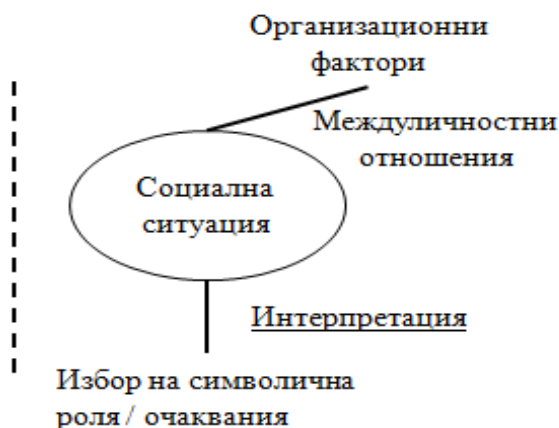 Организационни
фактори
Междуличностни
отношения
Социална
ситуация
Интерпретация
Избор на символична
роля / очаквания